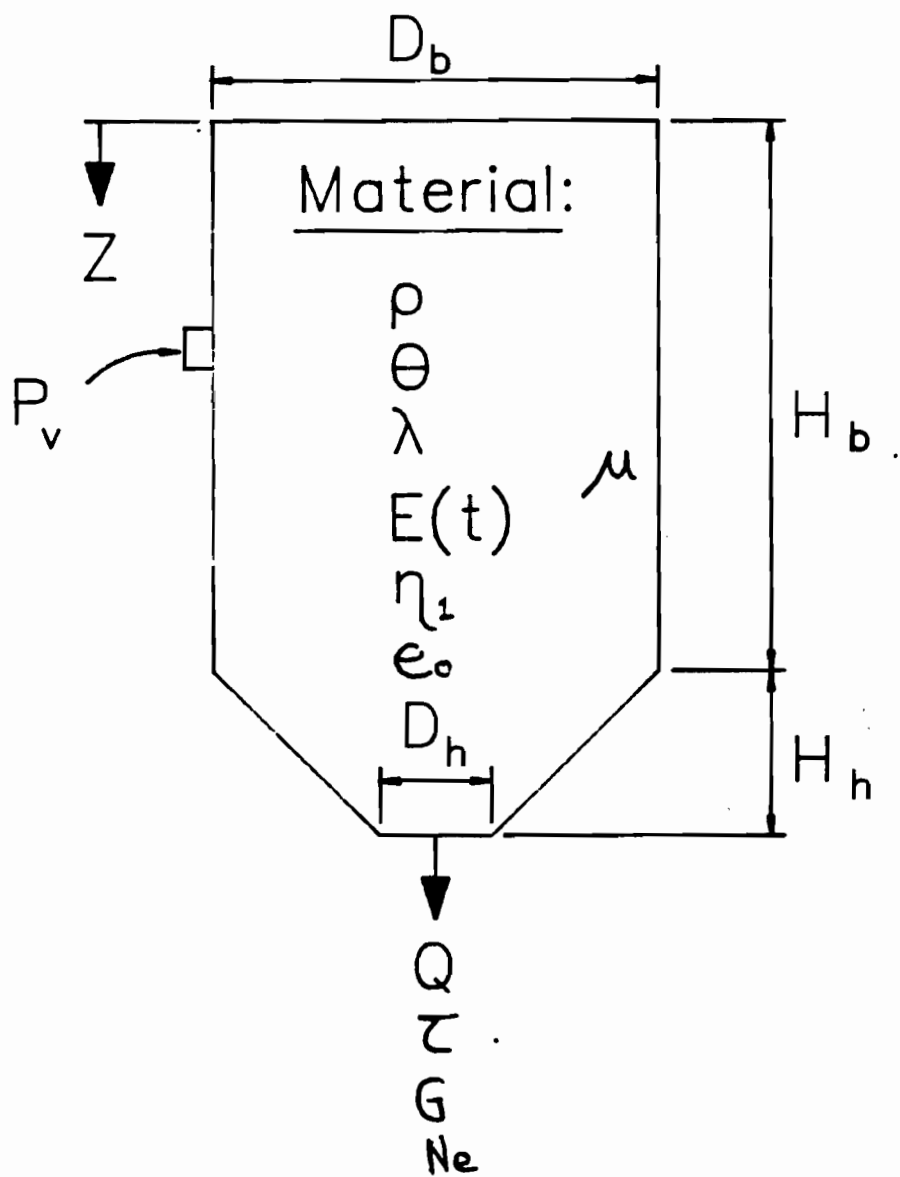 D_b
Material:
Z
ρ
P_v
θ
λ
H_b
μ
E(t)
η₁
e₀
D_h
H_h
Q
τ
G
Ne